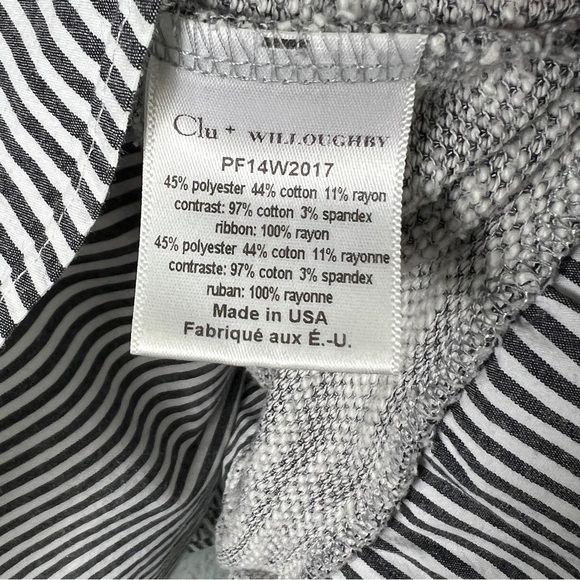 Clu + WILLOUGHBY
PF14W2017
45% polyester 44% cotton 11% rayon
contrast: 97% cotton 3% spandex
ribbon: 100% rayon
45% polyester 44% coton 11% rayonne
contraste: 97% coton 3% spandex
ruban: 100% rayonne
Made in USA
Fabriqué aux É.-U.